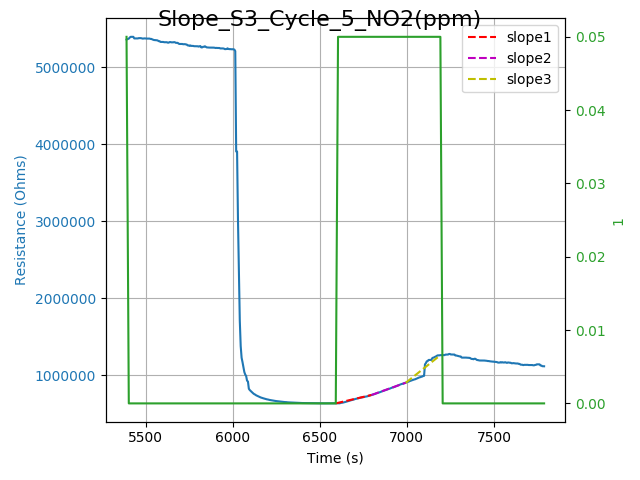 Slope_S3_Cycle_5_NO2(ppm)
slope1
slope2
slope3
Resistance (Ohms)
5000000
4000000
3000000
2000000
1000000
0.05
0.04
0.03
0.02
0.01
0.00
1
5500 6000 6500 7000 7500
Time (s)